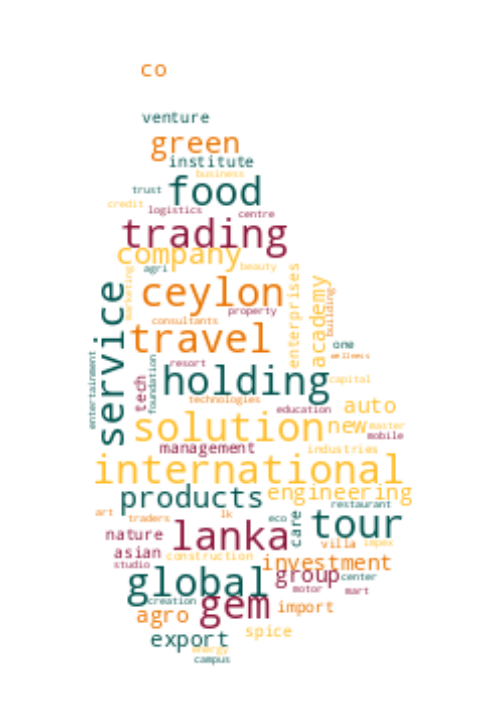 co
venture
green
institute
business
trust
food
credit
logistics
centre
trading
company
agri
beauty
marketing
enterprises
academy
building
service
ceylon
property
consultants
travel
one
wellness
entertainment
foundation
tech
resort
holding
capital
technologies
education
auto
solution
new
master
mobile
management
industries
international
products
engineering
restaurant
art
traders
lk
eco
care
tour
nature
lanka
villa
impex
asian
construction
studio
investment
global
group
center
creation
gem
motor
mart
agro
import
export
spice
energy
campus